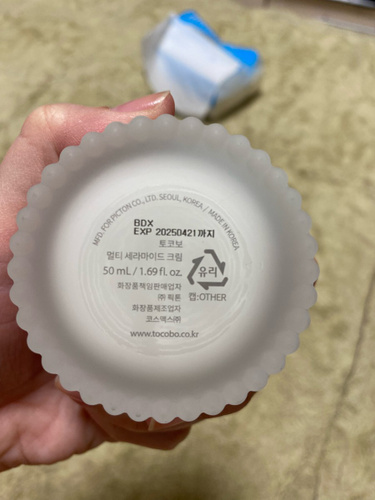 MFD. FOR PICTON CO., LTD. SEOUL, KOREA / MADE IN KOREA
BDX
EXP 20250421까지
토코보
멀티 세라마이드 크림
50 mL / 1.69 fl. oz.
유리
캡:OTHER
화장품책임판매업자
㈜ 픽톤
화장품제조업자
코스맥스㈜
www.tocobo.co.kr